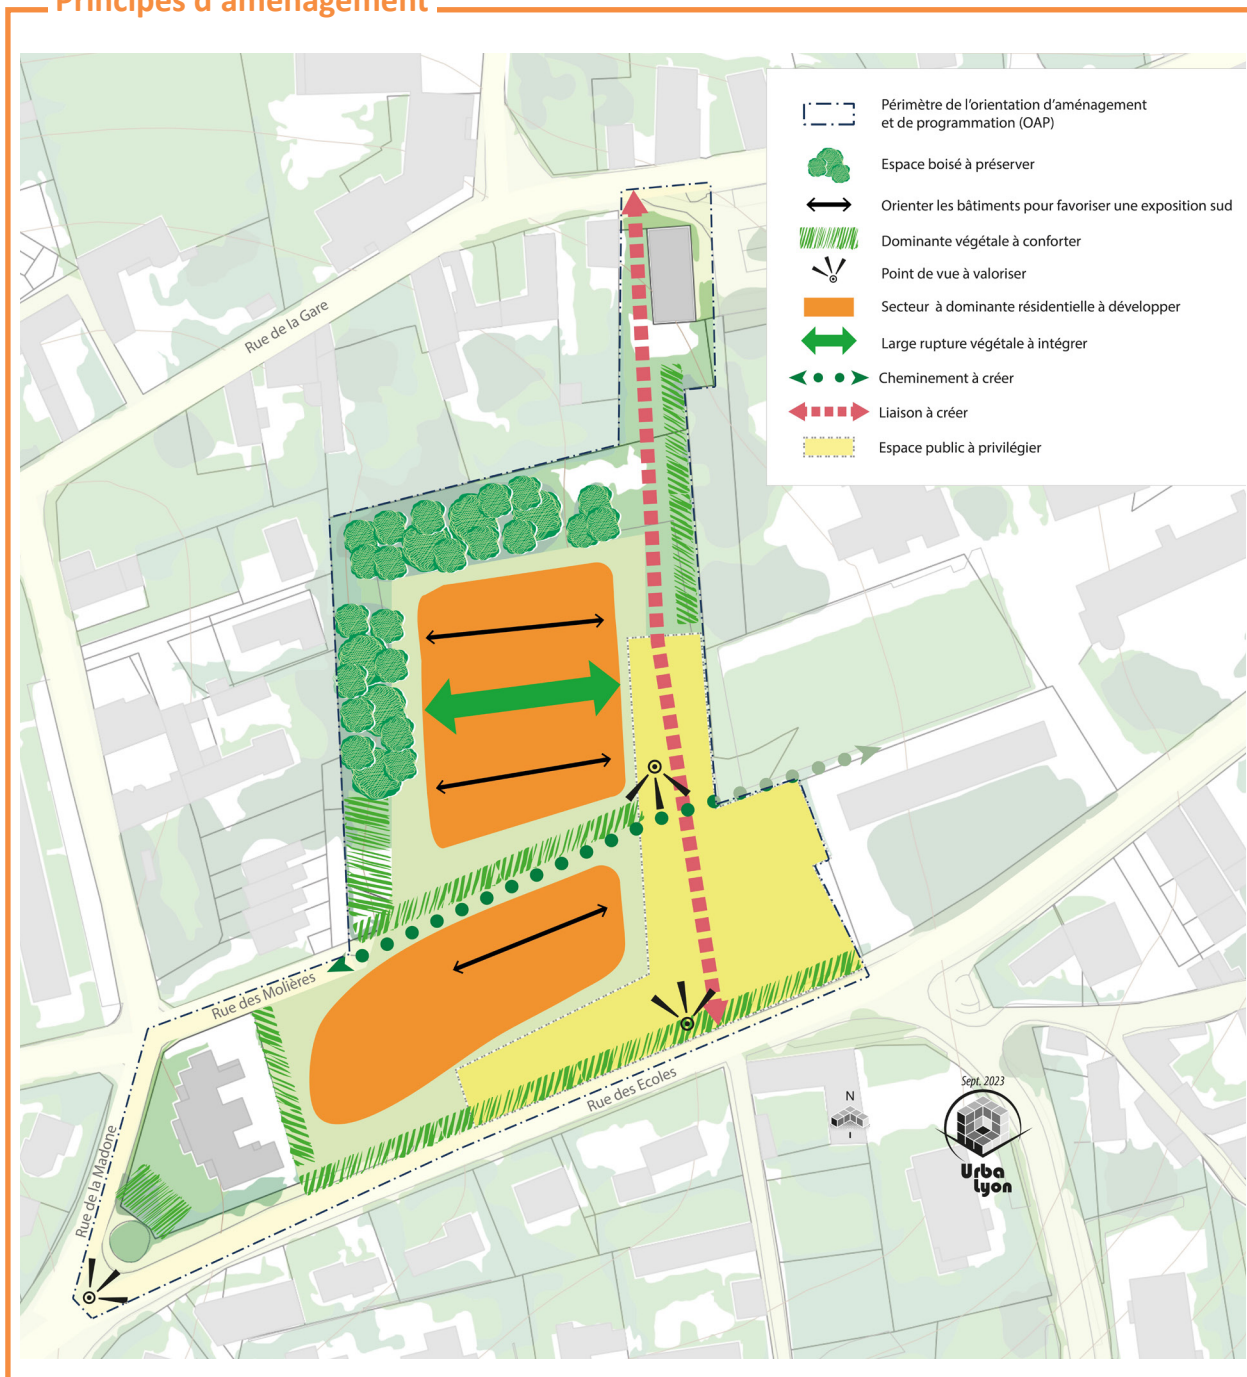 Principes d'aménagement
Périmètre de l'orientation d'aménagement
et de programmation (OAP)
Espace boisé à préserver
Orienter les bâtiments pour favoriser une exposition sud
Dominante végétale à conforter
Point de vue à valoriser
Secteur à dominante résidentielle à développer
Large rupture végétale à intégrer
Cheminement à créer
Liaison à créer
Espace public à privilégier
Rue de la Gare
Rue des Molières
Rue des Ecoles
Rue de la Madone
N
Sept. 2023
Urba
Lyon